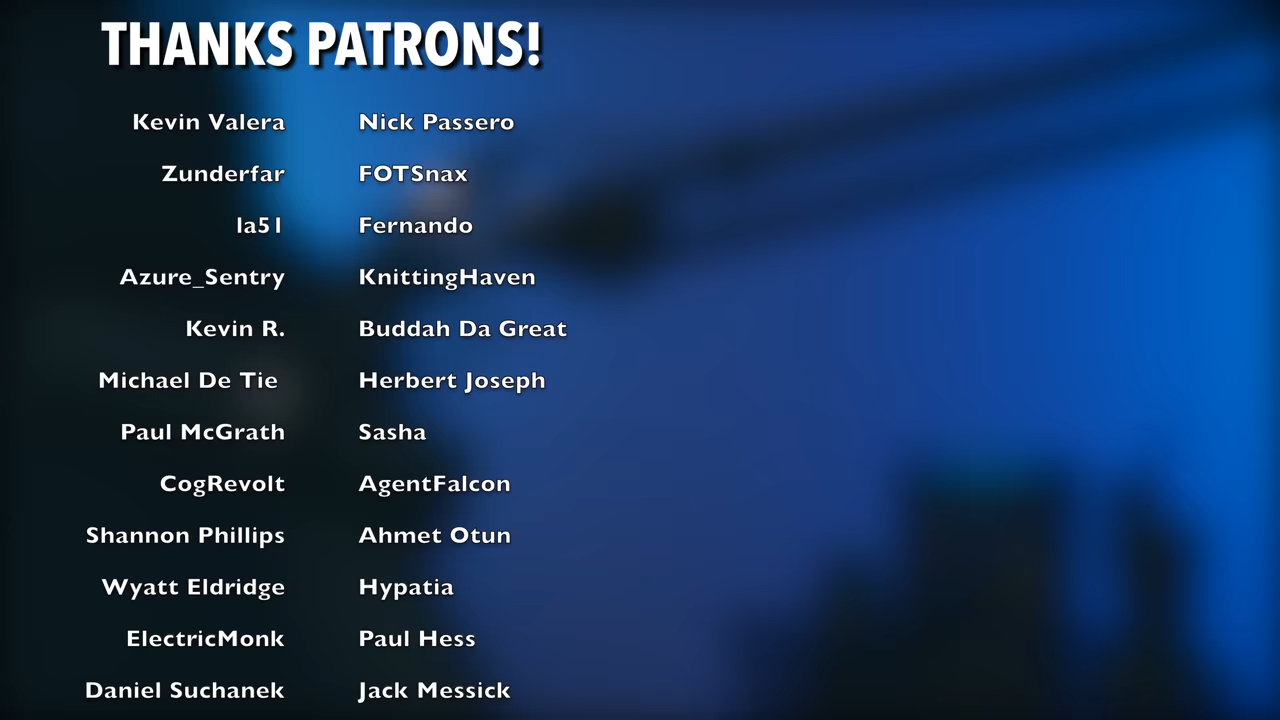 THANKS PATRONS!
Kevin Valera Nick Passero
Zunderfar FOTSnax
la51 Fernando
Azure_Sentry KnittingHaven
Kevin R. Buddah Da Great
Michael De Tie Herbert Joseph
Paul McGrath Sasha
CogRevolt AgentFalcon
Shannon Phillips Ahmet Otun
Wyatt Eldridge Hypatia
ElectricMonk Paul Hess
Daniel Suchanek Jack Messick